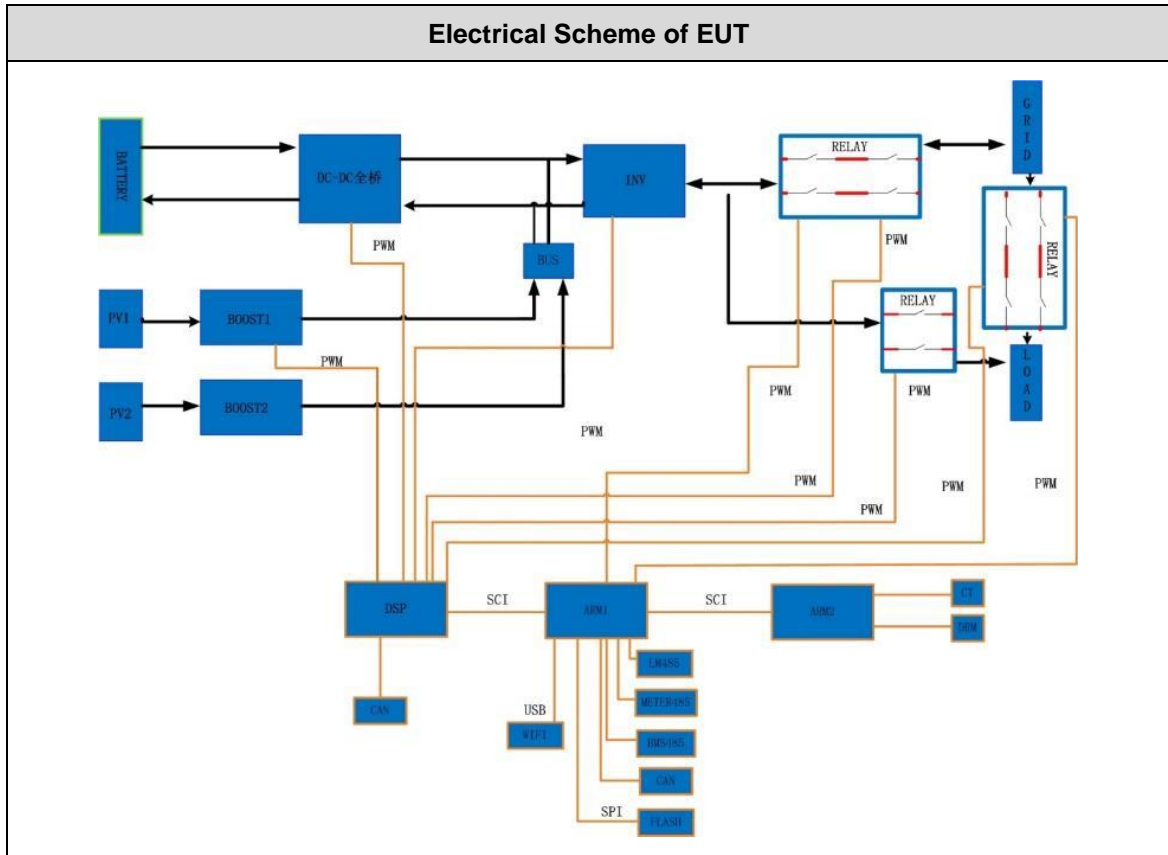 Electrical Scheme of EUT
GRID
RELAY
BATTERY
DC-DC全桥
INV
PWM
PWM
RELAY
BUS
RELAY
PV1
BOOST1
PWM
LOAD
PWM
PWM
PV2
BOOST2
PWM
PWM
PWM
PWM
PWM
DSP
SCI
ARM1
SCI
ARM2
CT
DRM
LM485
CAN
USB
METER485
WIFI
BMS485
CAN
SPI
FLASH